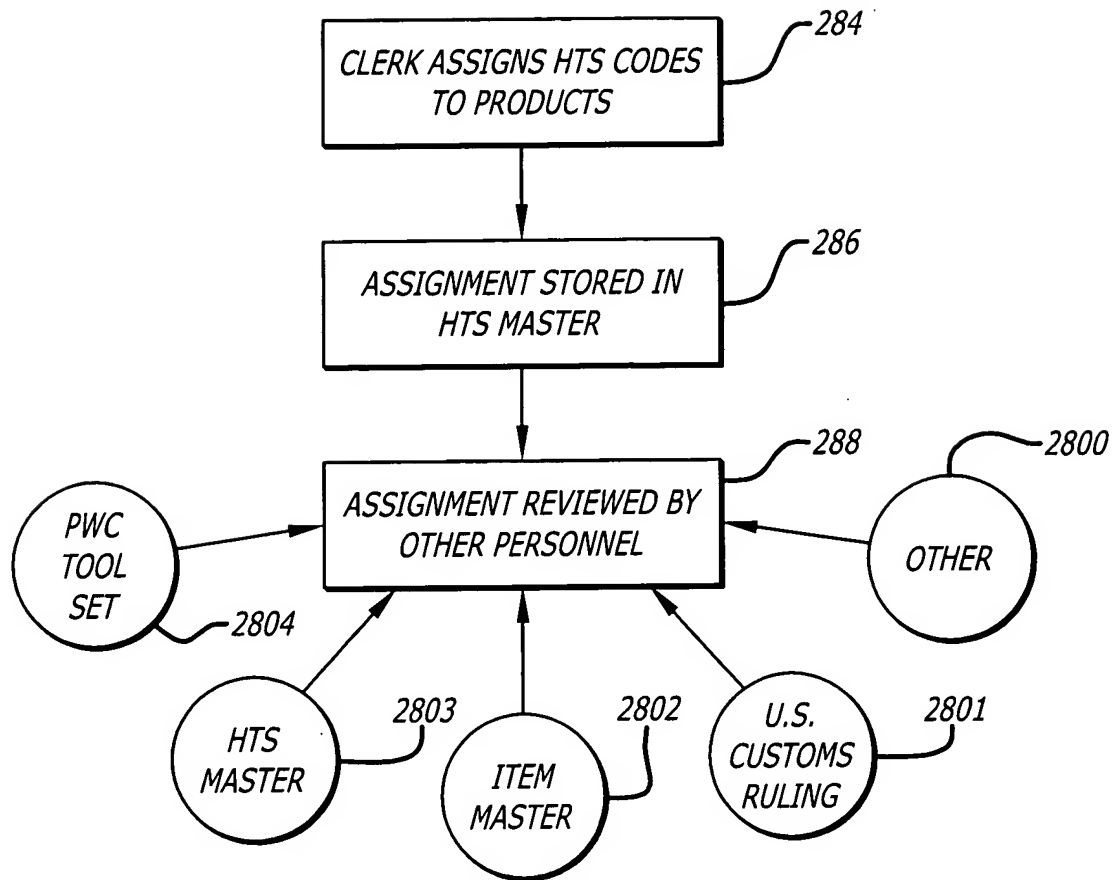 284
CLERK ASSIGNS HTS CODES
TO PRODUCTS
286
ASSIGNMENT STORED IN
HTS MASTER
288
2800
ASSIGNMENT REVIEWED BY
OTHER PERSONNEL
PWC
TOOL
SET
OTHER
2804
HTS
MASTER
2803
ITEM
MASTER
2802
U.S.
CUSTOMS
RULING
2801